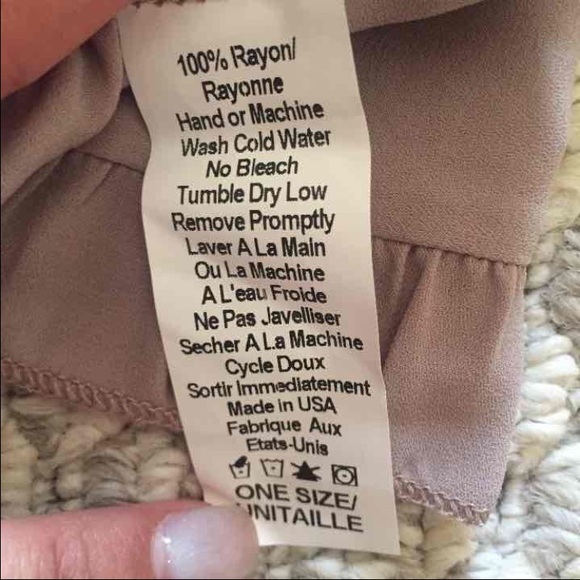 100% Rayon/
Rayonne
Hand or Machine
Wash Cold Water
No Bleach
Tumble Dry Low
Remove Promptly
Laver A La Main
Ou La Machine
A L'eau Froide
Ne Pas Javelliser
Secher A La Machine
Cycle Doux
Sortir Immediatement
Made in USA
Fabrique Aux
Etats-Unis
ONE SIZE/
UNITAILLE